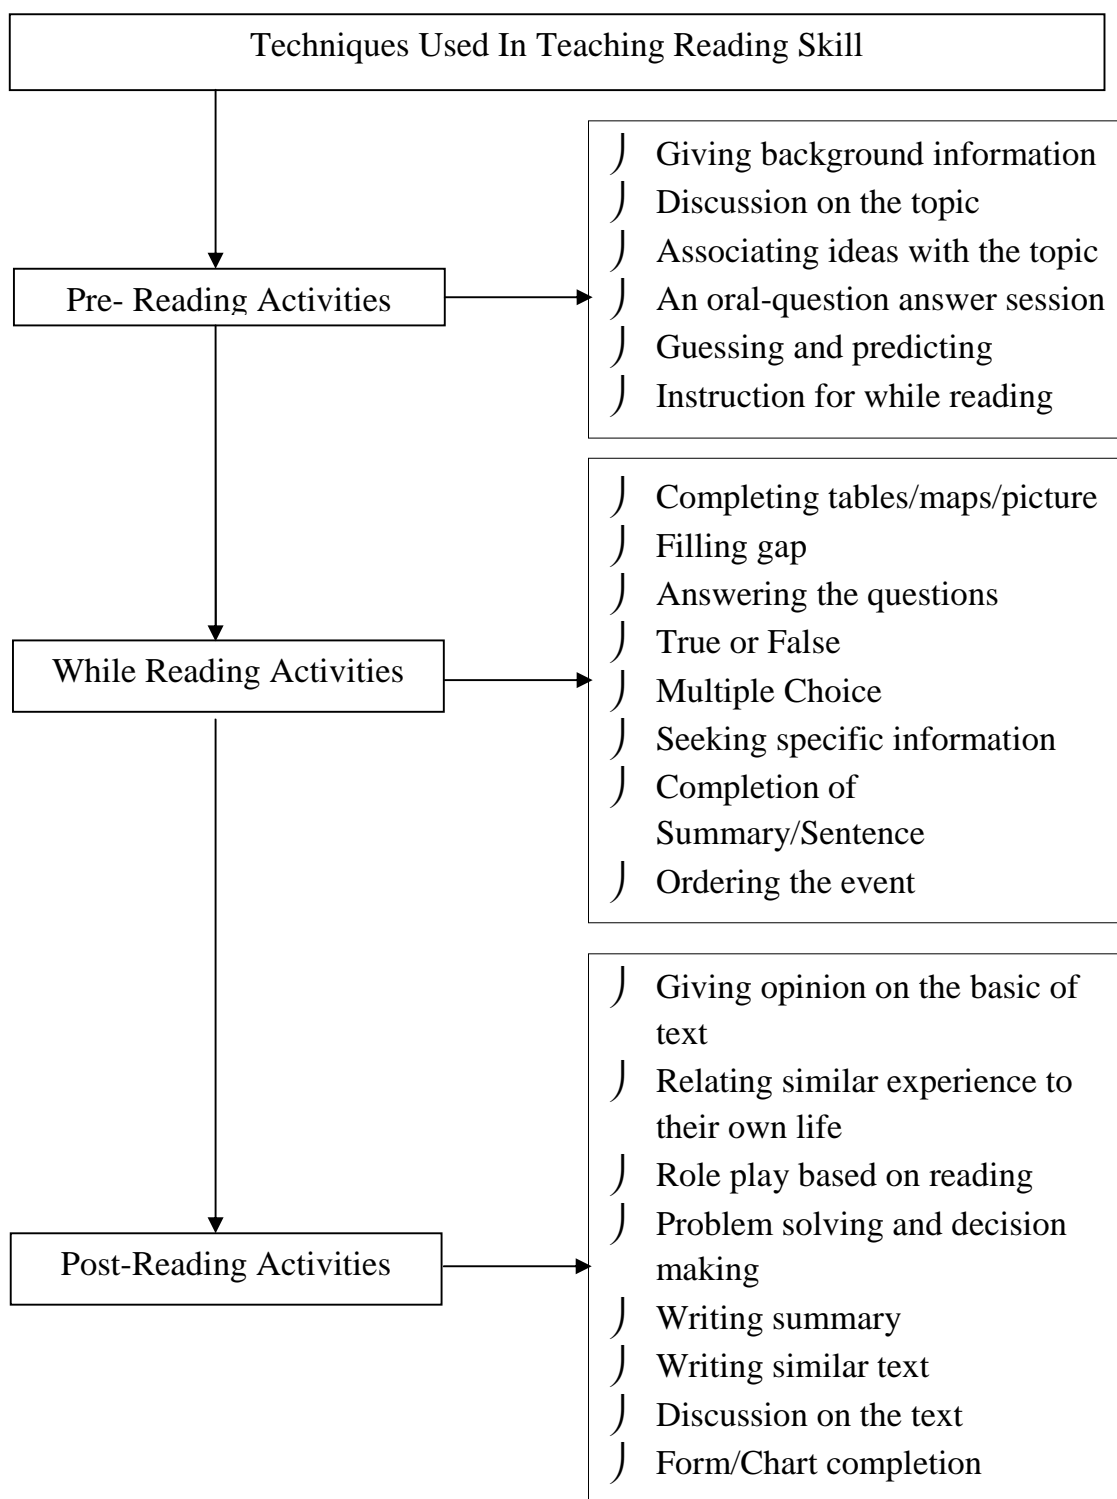 Techniques Used In Teaching Reading Skill
Pre- Reading Activities
Giving background information
Discussion on the topic
Associating ideas with the topic
An oral-question answer session
Guessing and predicting
Instruction for while reading
While Reading Activities
Completing tables/maps/picture
Filling gap
Answering the questions
True or False
Multiple Choice
Seeking specific information
Completion of
Summary/Sentence
Ordering the event
Post-Reading Activities
Giving opinion on the basic of
text
Relating similar experience to
their own life
Role play based on reading
Problem solving and decision
making
Writing summary
Writing similar text
Discussion on the text
Form/Chart completion